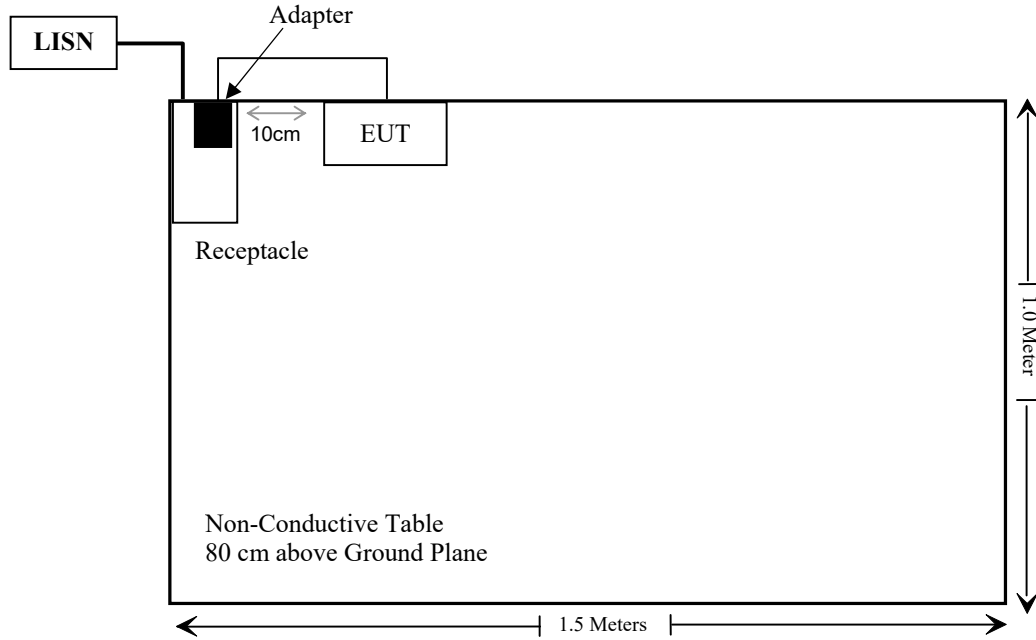 Adapter
LISN
10cm
EUT
Receptacle
1.0 Meter
Non-Conductive Table
80 cm above Ground Plane
1.5 Meters